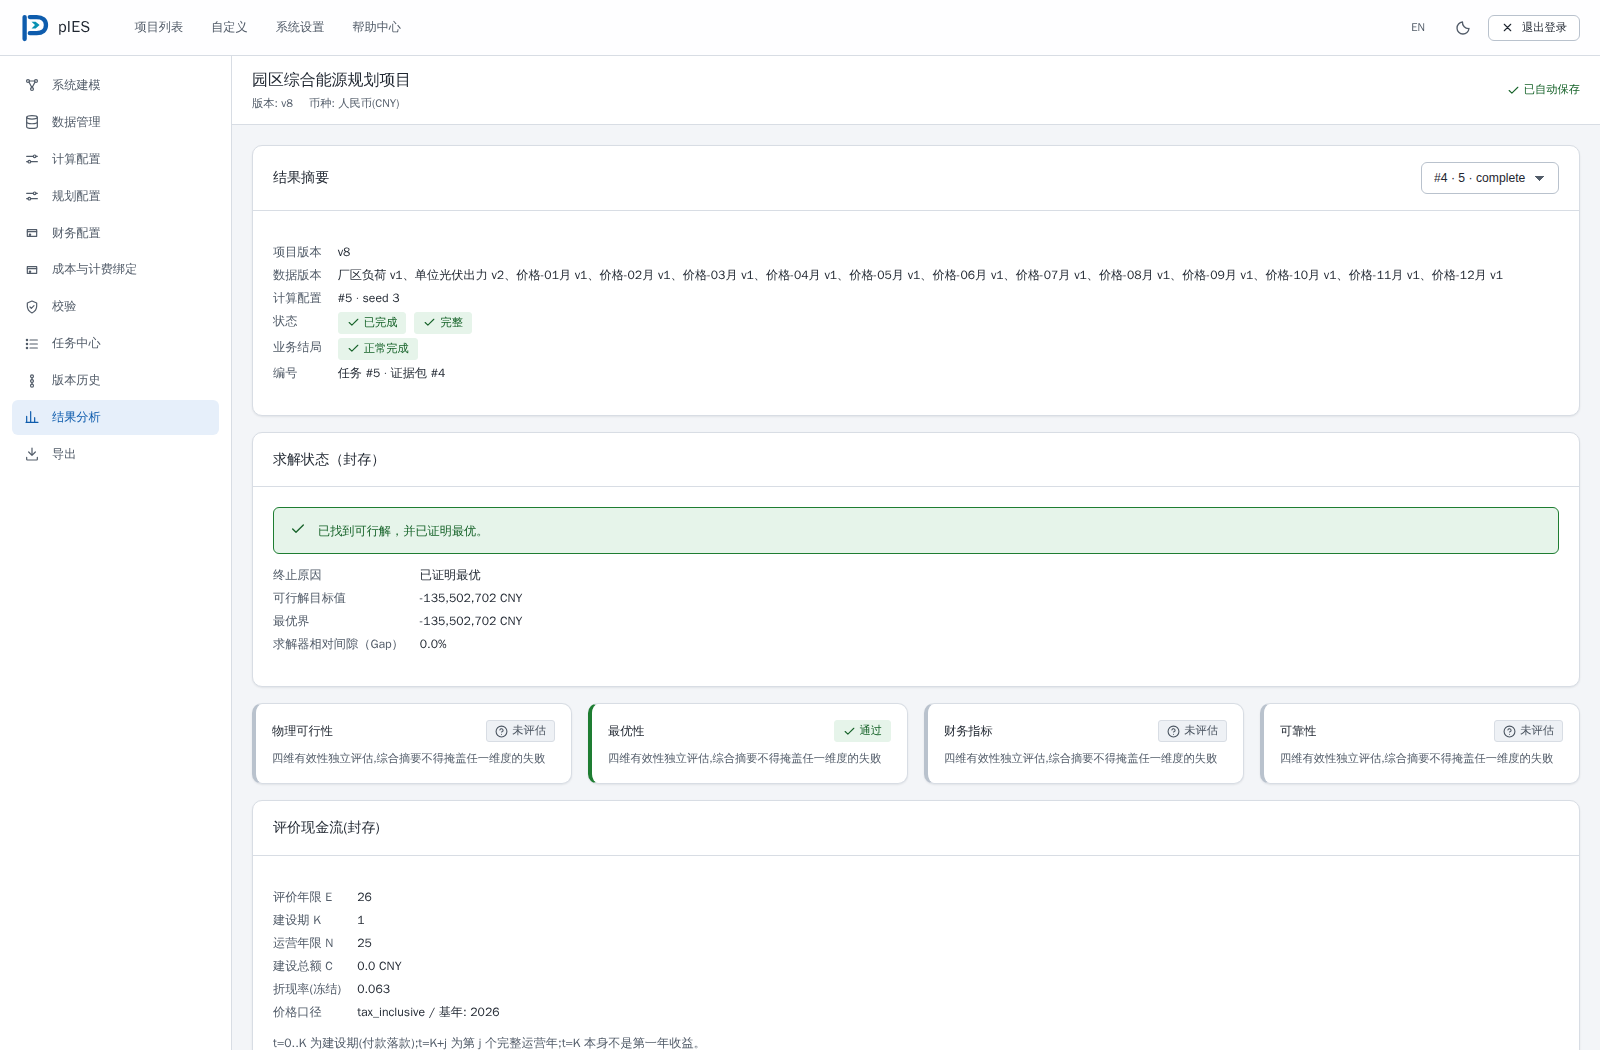 pIES 项目列表 自定义 系统设置 帮助中心 EN 退出登录
系统建模
数据管理
计算配置
规划配置
财务配置
成本与计费绑定
校验
任务中心
版本历史
结果分析
导出
园区综合能源规划项目
版本: v8 币种: 人民币(CNY)
已自动保存
结果摘要
#4 · 5 · complete
项目版本 v8
数据版本 厂区负荷 v1、单位光伏出力 v2、价格-01月 v1、价格-02月 v1、价格-03月 v1、价格-04月 v1、价格-05月 v1、价格-06月 v1、价格-07月 v1、价格-08月 v1、价格-09月 v1、价格-10月 v1、价格-11月 v1、价格-12月 v1
计算配置 #5 · seed 3
状态 已完成 完整
业务结局 正常完成
编号 任务 #5 · 证据包 #4
求解状态（封存）
已找到可行解，并已证明最优。
终止原因 已证明最优
可行解目标值 -135,502,702 CNY
最优界 -135,502,702 CNY
求解器相对间隙（Gap） 0.0%
物理可行性 未评估
四维有效性独立评估,综合摘要不得掩盖任一维度的失败
最优性 通过
四维有效性独立评估,综合摘要不得掩盖任一维度的失败
财务指标 未评估
四维有效性独立评估,综合摘要不得掩盖任一维度的失败
可靠性 未评估
四维有效性独立评估,综合摘要不得掩盖任一维度的失败
评价现金流(封存)
评价年限 E 26
建设期 K 1
运营年限 N 25
建设总额 C 0.0 CNY
折现率(冻结) 0.063
价格口径 tax_inclusive / 基年: 2026
t=0..K 为建设期(付款落款);t=K+j 为第 j 个完整运营年;t=K 本身不是第一年收益。